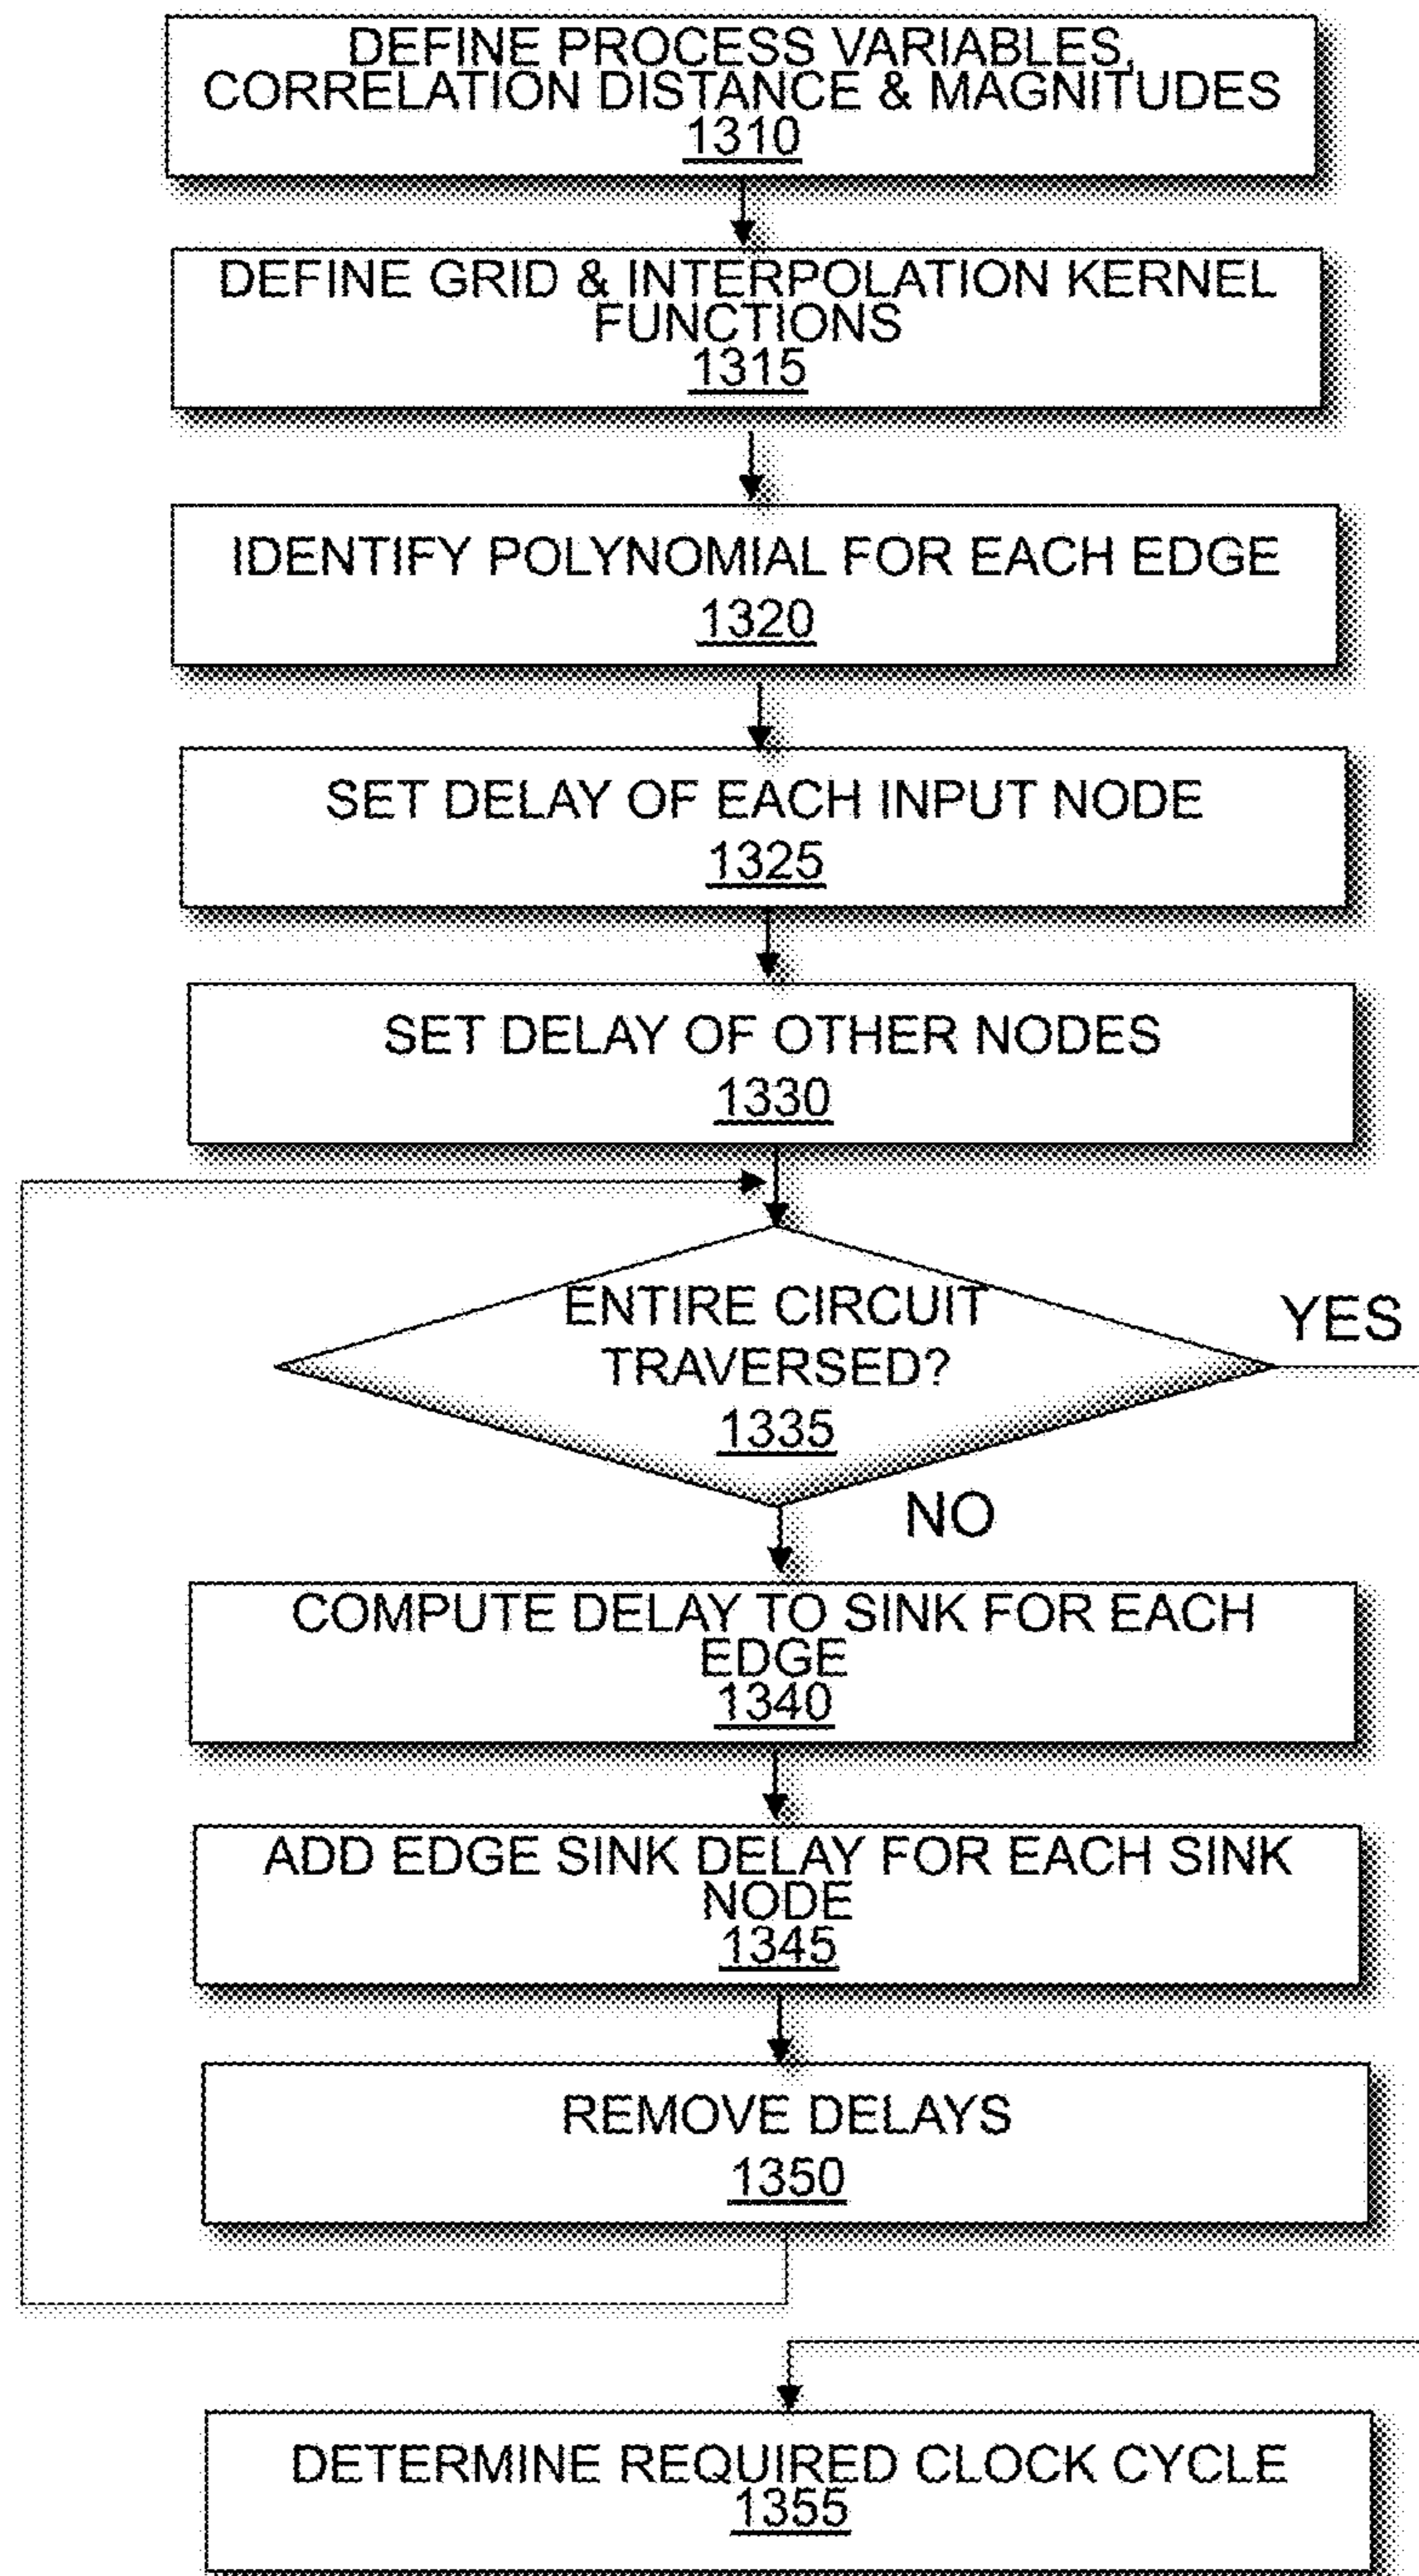 DEFINE PROCESS VARIABLES,
CORRELATION DISTANCE & MAGNITUDES
1310
DEFINE GRID & INTERPOLATION KERNEL
FUNCTIONS
1315
IDENTIFY POLYNOMIAL FOR EACH EDGE
1320
SET DELAY OF EACH INPUT NODE
1325
SET DELAY OF OTHER NODES
1330
ENTIRE CIRCUIT
TRAVERSED?
1335
YES
NO
COMPUTE DELAY TO SINK FOR EACH
EDGE
1340
ADD EDGE SINK DELAY FOR EACH SINK
NODE
1345
REMOVE DELAYS
1350
DETERMINE REQUIRED CLOCK CYCLE
1355